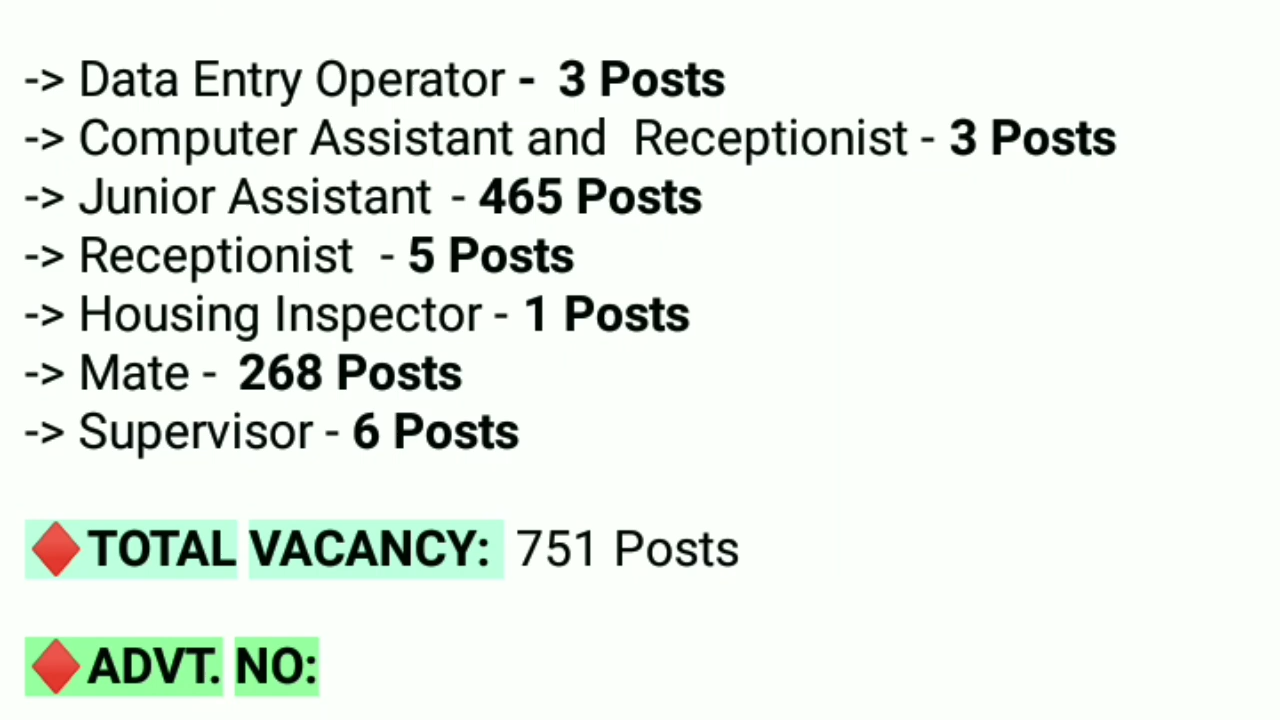 -> Data Entry Operator - 3 Posts
-> Computer Assistant and Receptionist - 3 Posts
-> Junior Assistant - 465 Posts
-> Receptionist - 5 Posts
-> Housing Inspector - 1 Posts
-> Mate - 268 Posts
-> Supervisor - 6 Posts
♦️TOTAL VACANCY: 751 Posts
♦️ADVT. NO: